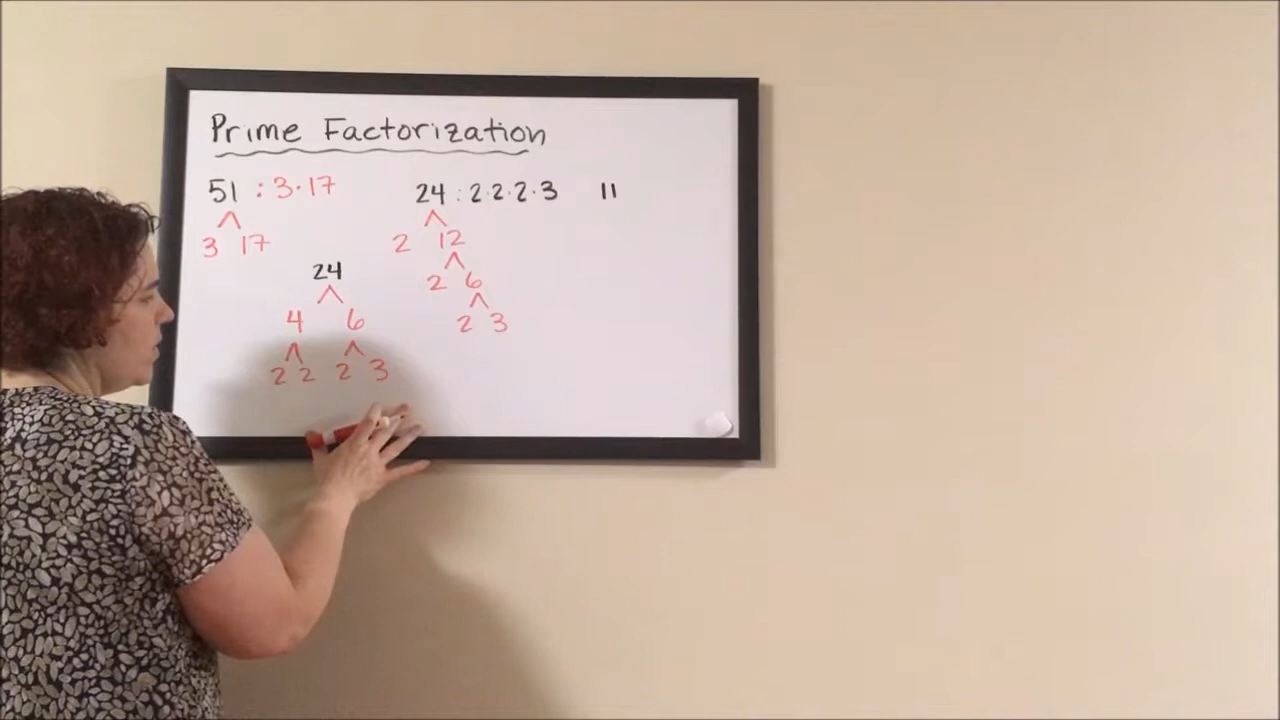 Prime Factorization
51 : 3·17
3 17
24 : 2·2·2·3
2 12
2 6
2 3
11
24
4 6
2 2 2 3